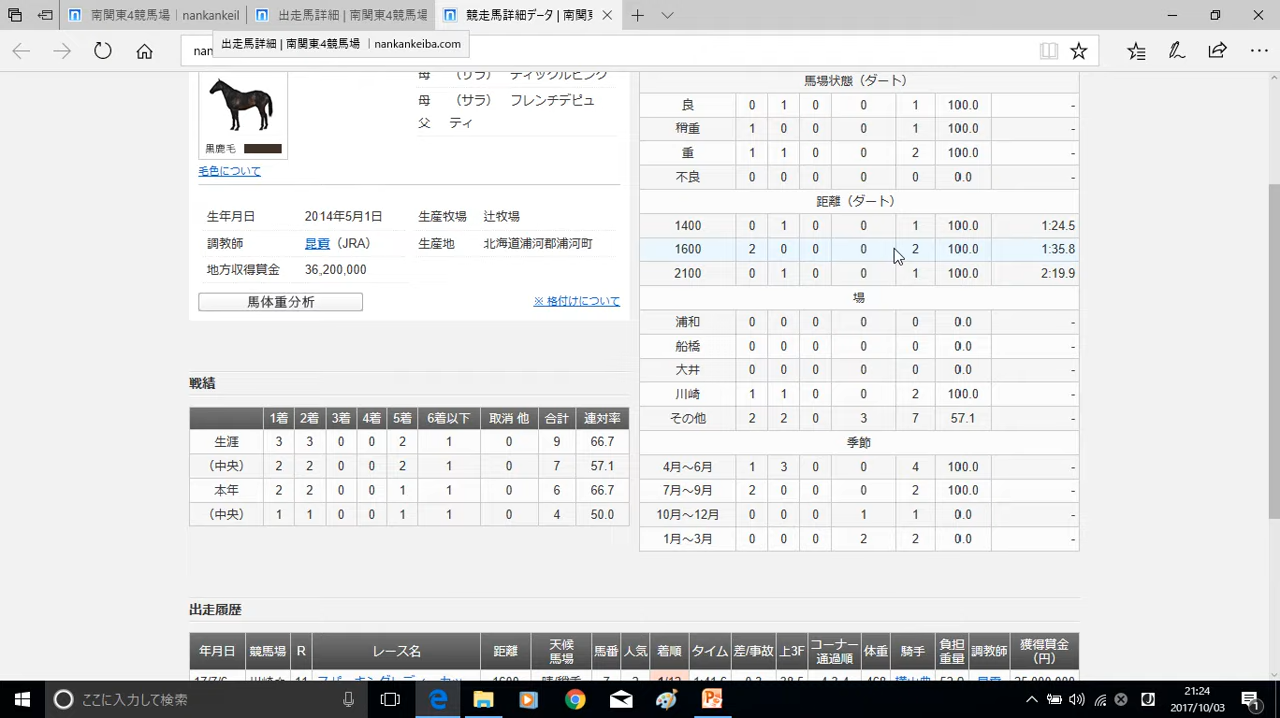 南関東4競馬場 | nankankeil
出走馬詳細 | 南関東4競馬場
競走馬詳細データ | 南関
出走馬詳細 | 南関東4競馬場 | nankankeiba.com
nan
黒鹿毛
毛色について
母 (サラ) ティックルピンク
母 (サラ) フレンチデピュ
父 ティ
生年月日 2014年5月1日 生産牧場 辻牧場
調教師 昆貢 (JRA) 生産地 北海道浦河郡浦河町
地方収得賞金 36,200,000
馬体重分析 ※ 格付けについて
戦結
1着 2着 3着 4着 5着 6着以下 取消 他 合計 連対率
生涯 3 3 0 0 2 1 0 9 66.7
(中央) 2 2 0 0 2 1 0 7 57.1
本年 2 2 0 0 1 1 0 6 66.7
(中央) 1 1 0 0 1 1 0 4 50.0
馬場状態 (ダート)
良 0 1 0 0 1 100.0 -
稍重 1 0 0 0 1 100.0 -
重 1 1 0 0 2 100.0 -
不良 0 0 0 0 0 0.0 -
距離 (ダート)
1400 0 1 0 0 1 100.0 1:24.5
1600 2 0 0 0 2 100.0 1:35.8
2100 0 1 0 0 1 100.0 2:19.9
場
浦和 0 0 0 0 0 0.0 -
船橋 0 0 0 0 0 0.0 -
大井 0 0 0 0 0 0.0 -
川崎 1 1 0 0 2 100.0 -
その他 2 2 0 3 7 57.1 -
季節
4月～6月 1 3 0 0 4 100.0 -
7月～9月 2 0 0 0 2 100.0 -
10月～12月 0 0 0 1 1 0.0 -
1月～3月 0 0 0 2 2 0.0 -
出走履歴
年月日 競馬場 R レース名 距離 天候馬場 馬番 人気 着順 タイム 差/事故 上3F コーナー通過順 体重 騎手 負担重量 調教師 獲得賞金(円)
ここに入力して検索
21:24
2017/10/03